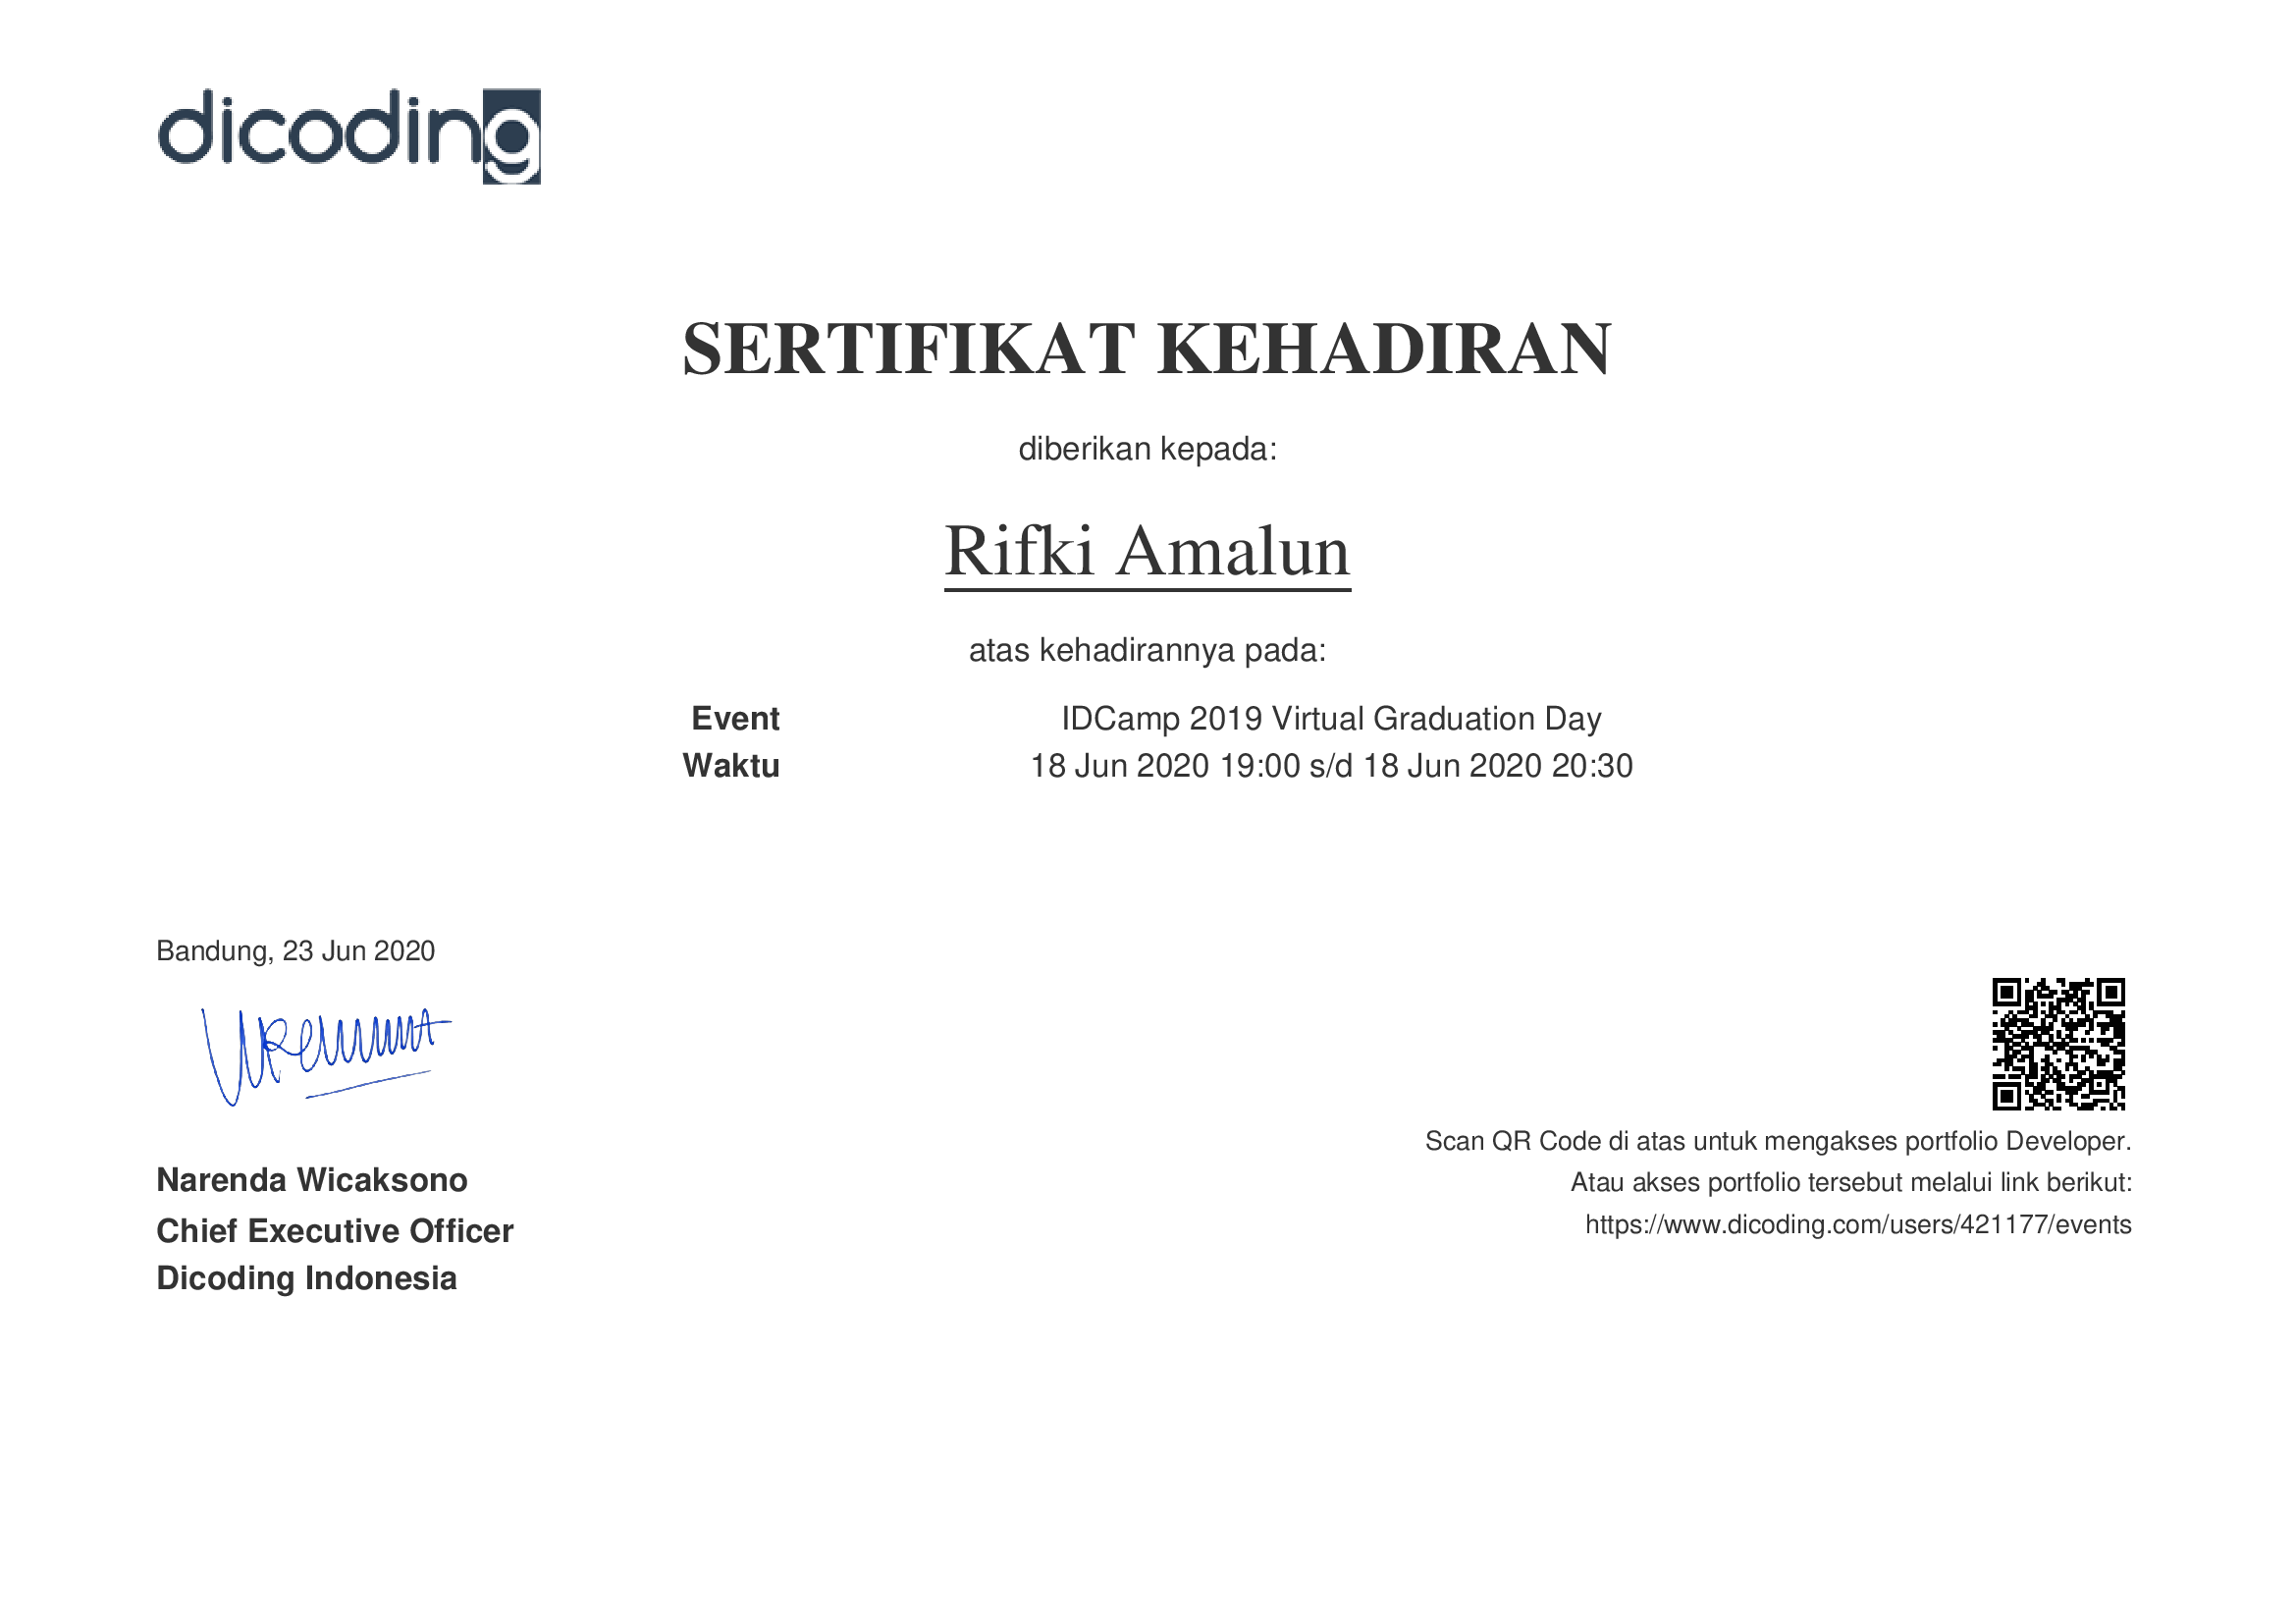 dicoding
SERTIFIKAT KEHADIRAN
diberikan kepada:
Rifki Amalun
atas kehadirannya pada:
Event IDCamp 2019 Virtual Graduation Day
Waktu 18 Jun 2020 19:00 s/d 18 Jun 2020 20:30
Bandung, 23 Jun 2020
Narenda Wicaksono
Chief Executive Officer
Dicoding Indonesia
Scan QR Code di atas untuk mengakses portfolio Developer.
Atau akses portfolio tersebut melalui link berikut:
https://www.dicoding.com/users/421177/events